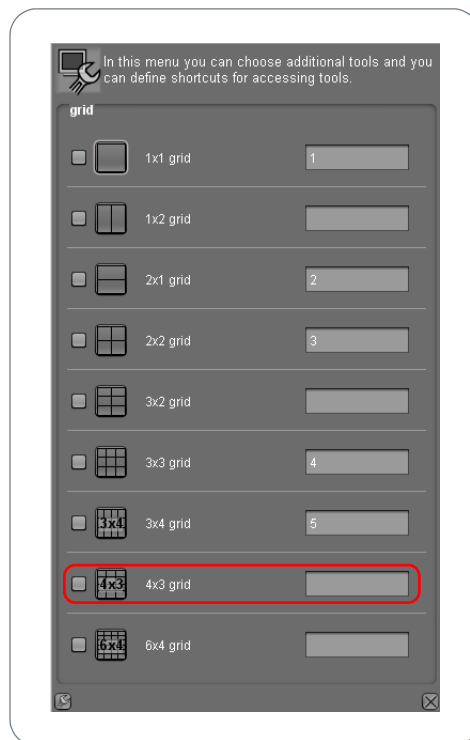 In this menu you can choose additional tools and you
can define shortcuts for accessing tools.
grid
1x1 grid 1
1x2 grid
2x1 grid 2
2x2 grid 3
3x2 grid
3x3 grid 4
3x4 3x4 grid 5
4x3 4x3 grid
6x4 6x4 grid